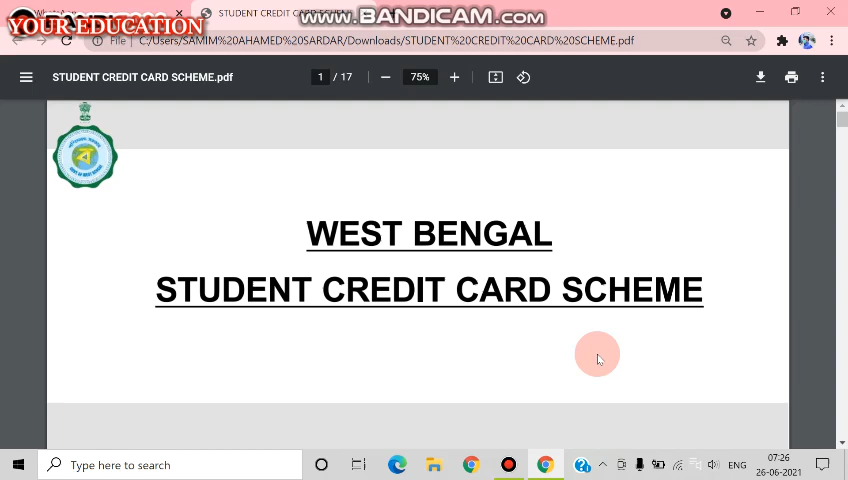 www.BANDICAM.com
YOUR EDUCATION
STUDENT CREDIT CARD SCHEM
File
C:/Users/SAMIM%20AHAMED%20SARDAR/Downloads/STUDENT%20CREDIT%20CARD%20SCHEME.pdf
STUDENT CREDIT CARD SCHEME.pdf
1 / 17
75%
WEST BENGAL
STUDENT CREDIT CARD SCHEME
Type here to search
ENG
07:26
26-06-2021